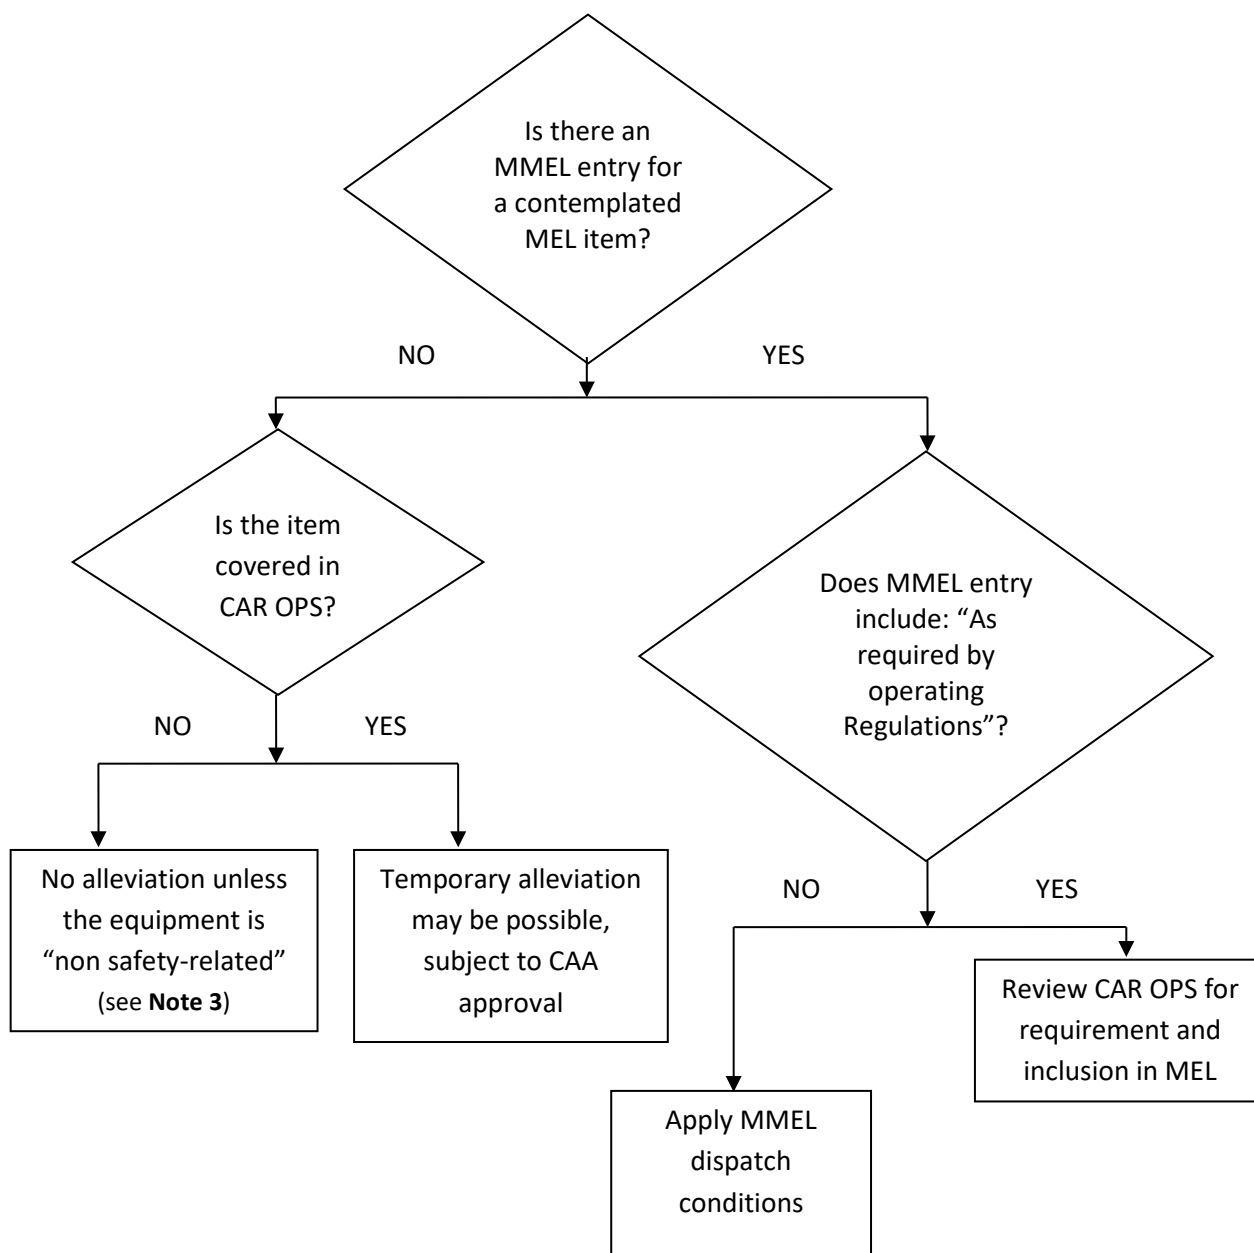 Is there an
MMEL entry for
a contemplated
MEL item?
NO
YES
Is the item
covered in
CAR OPS?
Does MMEL entry
include: “As
required by
operating
Regulations”?
NO
YES
No alleviation unless
the equipment is
“non safety-related”
(see Note 3)
Temporary alleviation
may be possible,
subject to CAA
approval
NO
YES
Apply MMEL
dispatch
conditions
Review CAR OPS for
requirement and
inclusion in MEL